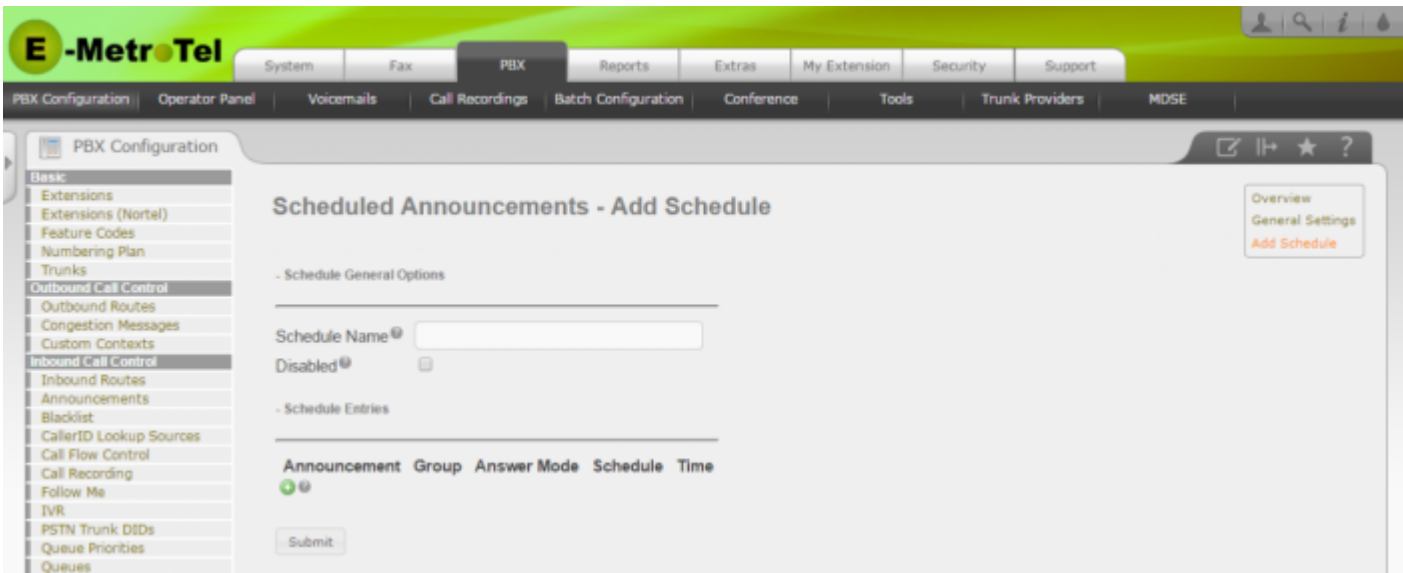 E-MetroTel
System Fax PBX Reports Extras My Extension Security Support
PBX Configuration Operator Panel Voicemails Call Recordings Batch Configuration Conference Tools Trunk Providers MDSE
PBX Configuration
Basic
Extensions
Extensions (Nortel)
Feature Codes
Numbering Plan
Trunks
Outbound Call Control
Outbound Routes
Congestion Messages
Custom Contexts
Inbound Call Control
Inbound Routes
Announcements
Blacklist
CallerID Lookup Sources
Call Flow Control
Call Recording
Follow Me
IVR
PSTN Trunk DIDs
Queue Priorities
Queues
Scheduled Announcements - Add Schedule
- Schedule General Options
Schedule Name
Disabled
- Schedule Entries
Announcement Group Answer Mode Schedule Time
Submit
Overview
General Settings
Add Schedule